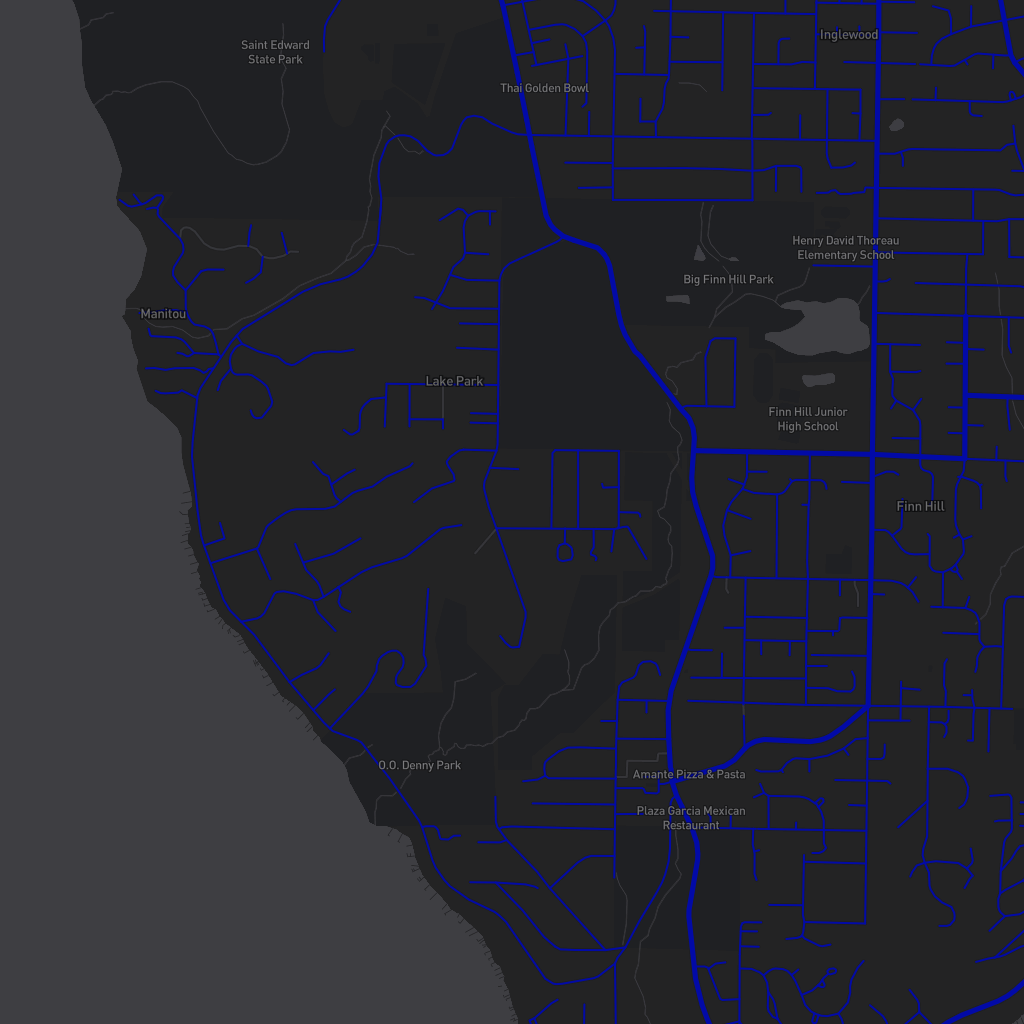 Inglewood
Saint Edward
State Park
Thai Golden Bowl
Henry David Thoreau
Elementary School
Big Finn Hill Park
Manitou
Lake Park
Finn Hill Junior
High School
Finn Hill
O.O. Denny Park
Amante Pizza & Pasta
Plaza Garcia Mexican
Restaurant